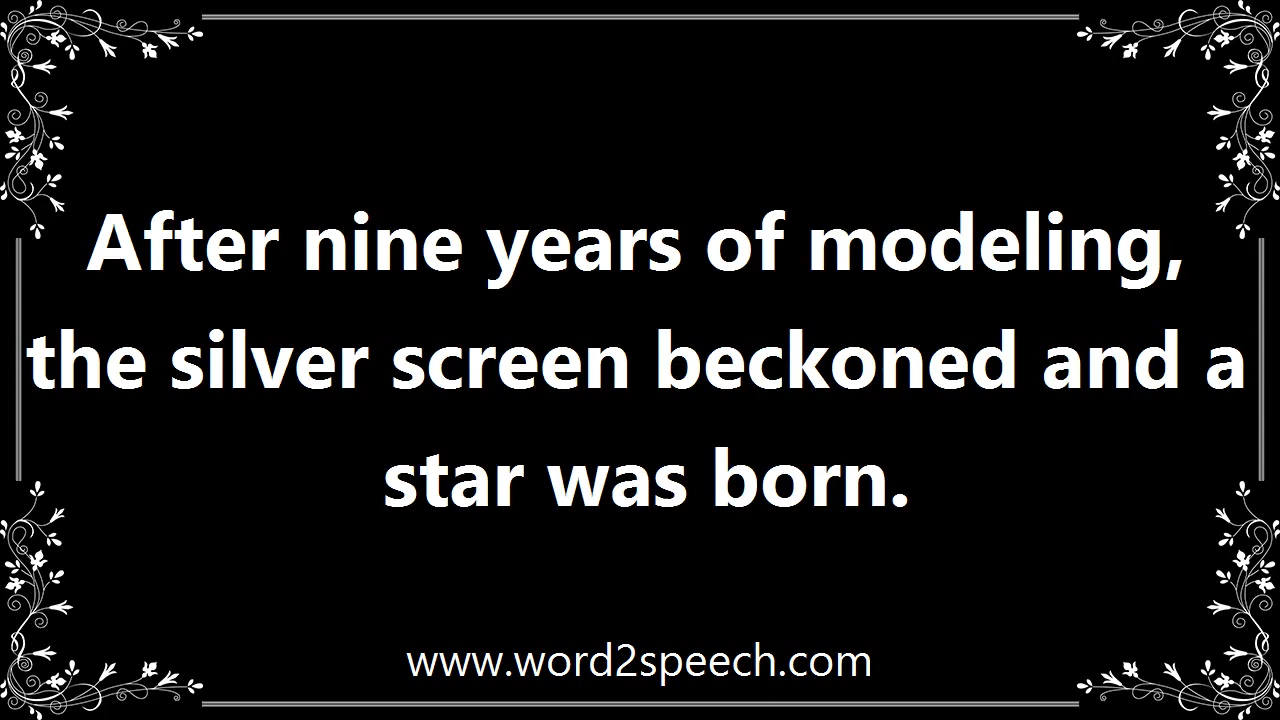 After nine years of modeling,
the silver screen beckoned and a
star was born.
www.word2speech.com